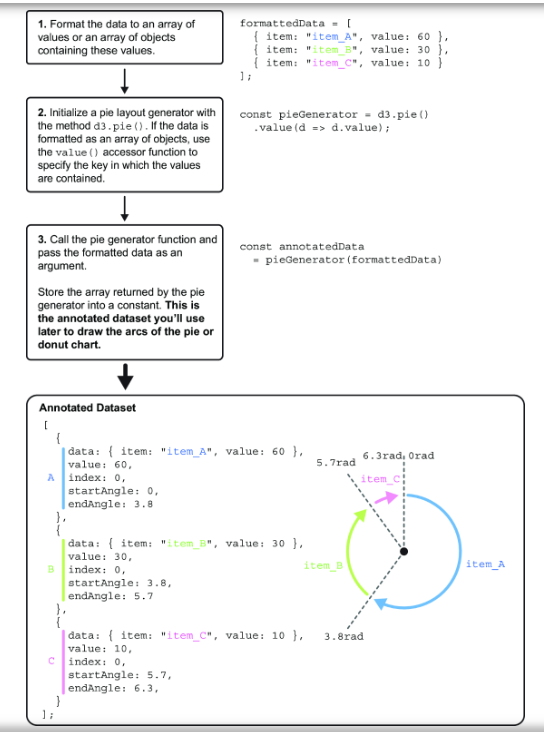 1. Format the data to an array of
values or an array of objects
containing these values.
formattedData = [
{ item: "item_A", value: 60 },
{ item: "item_B", value: 30 },
{ item: "item_C", value: 10 }
];
2. Initialize a pie layout generator with
the method d3.pie(). If the data is
formatted as an array of objects, use
the value() accessor function to
specify the key in which the values
are contained.
const pieGenerator = d3.pie()
.value(d => d.value);
3. Call the pie generator function and
pass the formatted data as an
argument.
Store the array returned by the pie
generator into a constant. This is
the annotated dataset you'll use
later to draw the arcs of the pie or
donut chart.
const annotatedData
= pieGenerator(formattedData)
Annotated Dataset
[
{
data: { item: "item_A", value: 60 },
value: 60,
A index: 0,
startAngle: 0,
endAngle: 3.8
},
{
data: { item: "item_B", value: 30 },
value: 30,
B index: 0,
startAngle: 3.8,
endAngle: 5.7
},
{
data: { item: "item_C", value: 10 },
value: 10,
C index: 0,
startAngle: 5.7,
endAngle: 6.3,
}
];
6.3rad 0rad
5.7rad
item_C
item_B
item_A
3.8rad